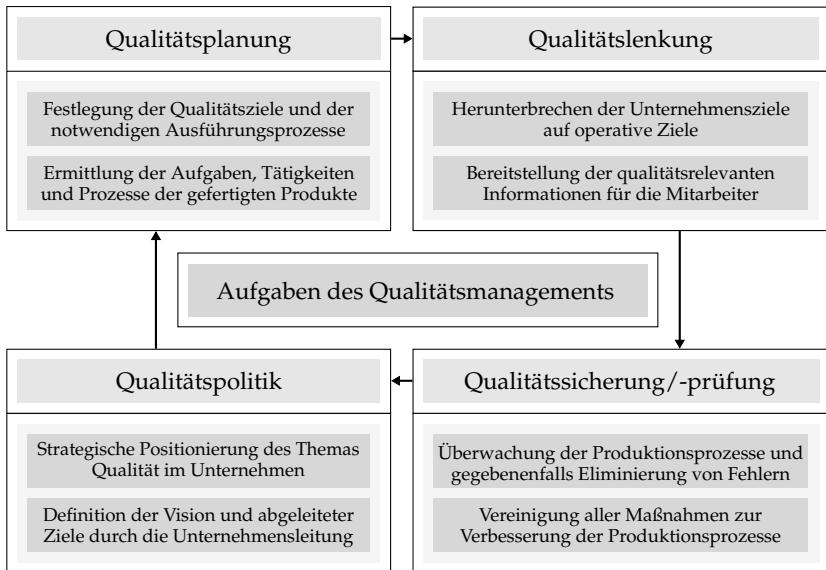 Qualitätsplanung
Festlegung der Qualitätsziele und der
notwendigen Ausführungsprozesse
Ermittlung der Aufgaben, Tätigkeiten
und Prozesse der gefertigten Produkte
Qualitätslenkung
Herunterbrechen der Unternehmensziele
auf operative Ziele
Bereitstellung der qualitätsrelevanten
Informationen für die Mitarbeiter
Aufgaben des Qualitätsmanagements
Qualitätspolitik
Strategische Positionierung des Themas
Qualität im Unternehmen
Definition der Vision und abgeleiteter
Ziele durch die Unternehmensleitung
Qualitätssicherung/-prüfung
Überwachung der Produktionsprozesse und
gegebenenfalls Eliminierung von Fehlern
Vereinigung aller Maßnahmen zur
Verbesserung der Produktionsprozesse